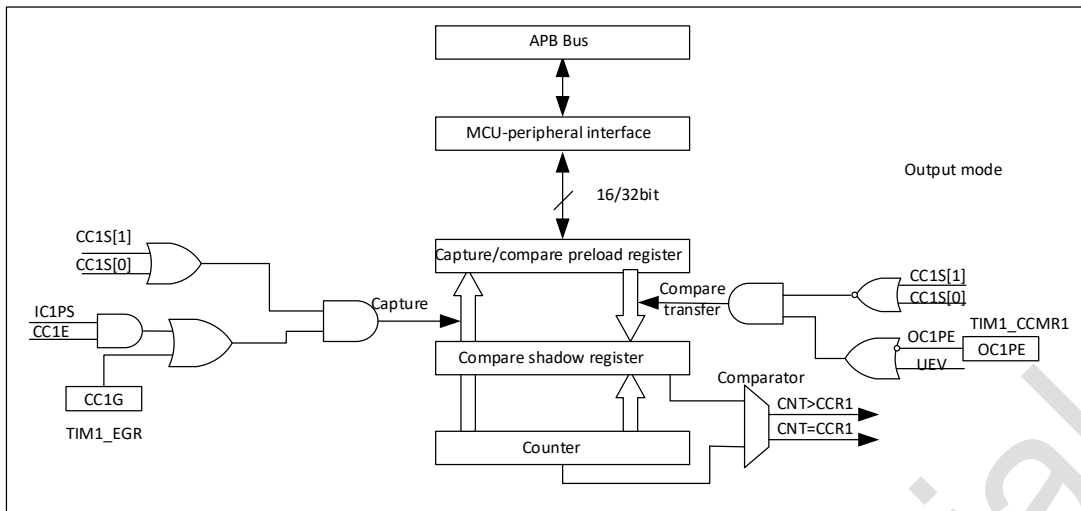 APB Bus
MCU-peripheral interface
Output mode
16/32bit
CC1S[1]
CC1S[0]
Capture/compare preload register
IC1PS
CC1E
Capture
Compare
transfer
CC1S[1]
CC1S[0]
TIM1_CCMR1
OC1PE
OC1PE
UEV
Compare shadow register
Comparator
CC1G
TIM1_EGR
CNT>CCR1
CNT=CCR1
Counter